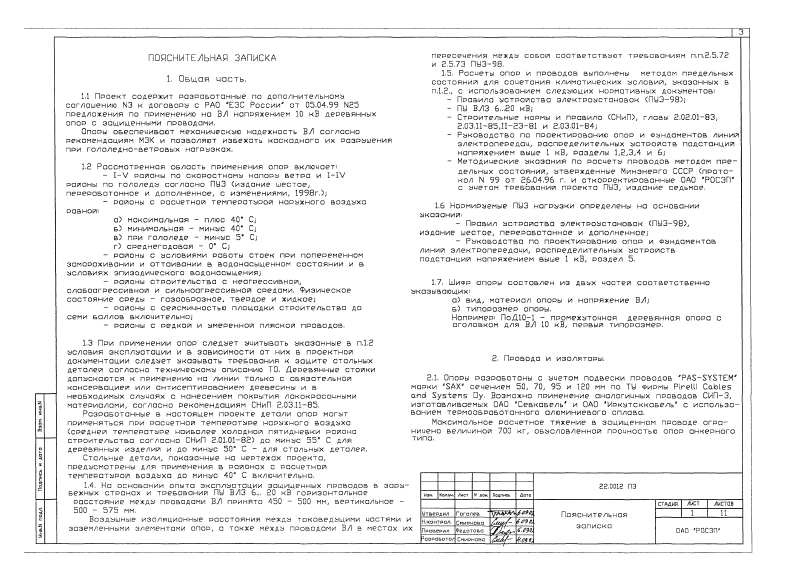 3
ПОЯСНИТЕЛЬНАЯ ЗАПИСКА
1. Общая часть.
1.1 Проект содержит разработанные по дополнительному
соглашению N3 к договору с РАО "ЕЭС России" от 05.04.99 N25
предложения по применению на ВЛ напряжением 10 кВ деревянных
опор с защищенными проводами.
Опоры обеспечивают механическую надежность ВЛ согласно
рекомендациям МЭК и позволяют избежать каскадного их разрушения
при гололедно-ветровых нагрузках.
1.2 Рассмотренная область применения опор включает:
- I-V районы по скоростному напору ветра и I-IV
районы по гололеду согласно ПУЭ (издание шестое,
переработанное и дополненное, с изменениями, 1998г.);
- районы с расчетной температурой наружного воздуха
равной:
а) максимальная - плюс 40° С;
б) минимальная - минус 40° С;
в) при гололеде - минус 5° С;
г) среднегодовая - 0° С;
- районы с условиями работы стоек при попеременном
замораживании и оттаивании в водонасыщенном состоянии и в
условиях эпизодического водонасыщения;
- районы строительства с неагрессивной,
слабоагрессивной и сильноагрессивной средами. Физическое
состояние среды - газообразное, твердое и жидкое;
- районы с сейсмичностью площадки строительства до
семи баллов включительно;
- районы с редкой и умеренной пляской проводов.
1.3 При применении опор следует учитывать указанные в п.1.2
условия эксплуатации и в зависимости от них в проектной
документации следует указывать требования к защите стальных
деталей согласно техническому описанию ТО. Деревянные стойки
допускаются к применению на линии только с обязательной
консервацией или антисептированием древесины и в
необходимых случаях с нанесением покрытия лакокрасочными
материалами, согласно рекомендациям СНиП 2.03.11-85.
Разработанные в настоящем проекте детали опор могут
применяться при расчетной температуре наружного воздуха
(средней температуре наиболее холодной пятидневки района
строительства согласно СНиП 2.01.01-82) до минус 55° С для
деревянных изделий и до минус 50° С - для стальных деталей.
Стальные детали, показанные на чертежах проекта,
предусмотрены для применения в районах с расчетной
температурой воздуха до минус 40° С включительно.
1.4. На основании опыта эксплуатации защищенных проводов в зару-
бежных странах и требований ПУ ВЛЗ 6... 20 кВ горизонтальное
расстояние между проводами ВЛ принято 450 - 500 мм, вертикальное -
500 - 575 мм.
Воздушные изоляционные расстояния между токоведущими частями и
заземленными элементами опор, а также между проводами ВЛ в местах их
пересечения между собой соответствует требованиям п.п.2.5.72
и 2.5.73 ПУЭ-98.
1.5. Расчеты опор и проводов выполнены методом предельных
состояний для сочетания климатических условий, указанных в
п.1.2., с использованием следующих нормативных документов:
- Правила устройства электроустановок (ПУЭ-98);
- ПУ ВЛЗ 6...20 кВ;
- Строительные нормы и правила (СНиП), главы 2.02.01-83,
2.03.11-85,II-23-81 и 2.03.01-84;
- Руководство по проектированию опор и фундаментов линий
электропередачи, распределительных устройств подстанций
напряжением выше 1 кВ, разделы 1,2,3,4 и 6;
- Методические указания по расчету проводов методом пре-
дельных состояний, утвержденные Минэнерго СССР (прото-
кол N 99 от 26.04.96 г. и откорректированные ОАО "РОСЭП"
с учетом требований проекта ПУЭ, издание седьмое.
1.6 Нормируемые ПУЭ нагрузки определены на основании
указаний:
- Правил устройства электроустановок (ПУЭ-98),
издание шестое, переработанное и дополненное;
- Руководства по проектированию опор и фундаментов
линий электропередачи, распределительных устройств
подстанций напряжением выше 1 кВ, раздел 5.
1.7. Шифр опоры составлен из двух частей соответственно
указывающих:
а) вид, материал опоры и напряжение ВЛ;
б) типоразмер опоры.
Например: ПоД10-1 - промежуточная деревянная опора с
оголовком для ВЛ 10 кВ, первый типоразмер.
2. Провода и изоляторы.
2.1. Опоры разработаны с учетом подвески проводов "PAS-SYSTEM"
марки "SAX" сечением 50, 70, 95 и 120 мм по ТУ фирмы Pirelli Cables
and Systems Oy. Возможно применение аналогичных проводов СИП-3,
изготавливаемых ОАО "Севкабель" и ОАО "Иркутсккабель" с использо-
ванием термообработанного алюминиевого сплава.
Максимальное расчетное тяжение в защищенном проводе огра-
ничено величиной 700 кг, обусловленной прочностью опор анкерного
типа.
Взам. инв.N
Подпись и дата
Инв.N подл.
22.0012 ПЗ
Изм. Колуч Лист N док. Подпись Дата
Утвердил Гоголев
Н.контрол. Смирнова
Проверил Федотова
Разработал Смирнова
Пояснительная
записка
СТАДИЯ ЛИСТ ЛИСТОВ
1 11
ОАО "РОСЭП"